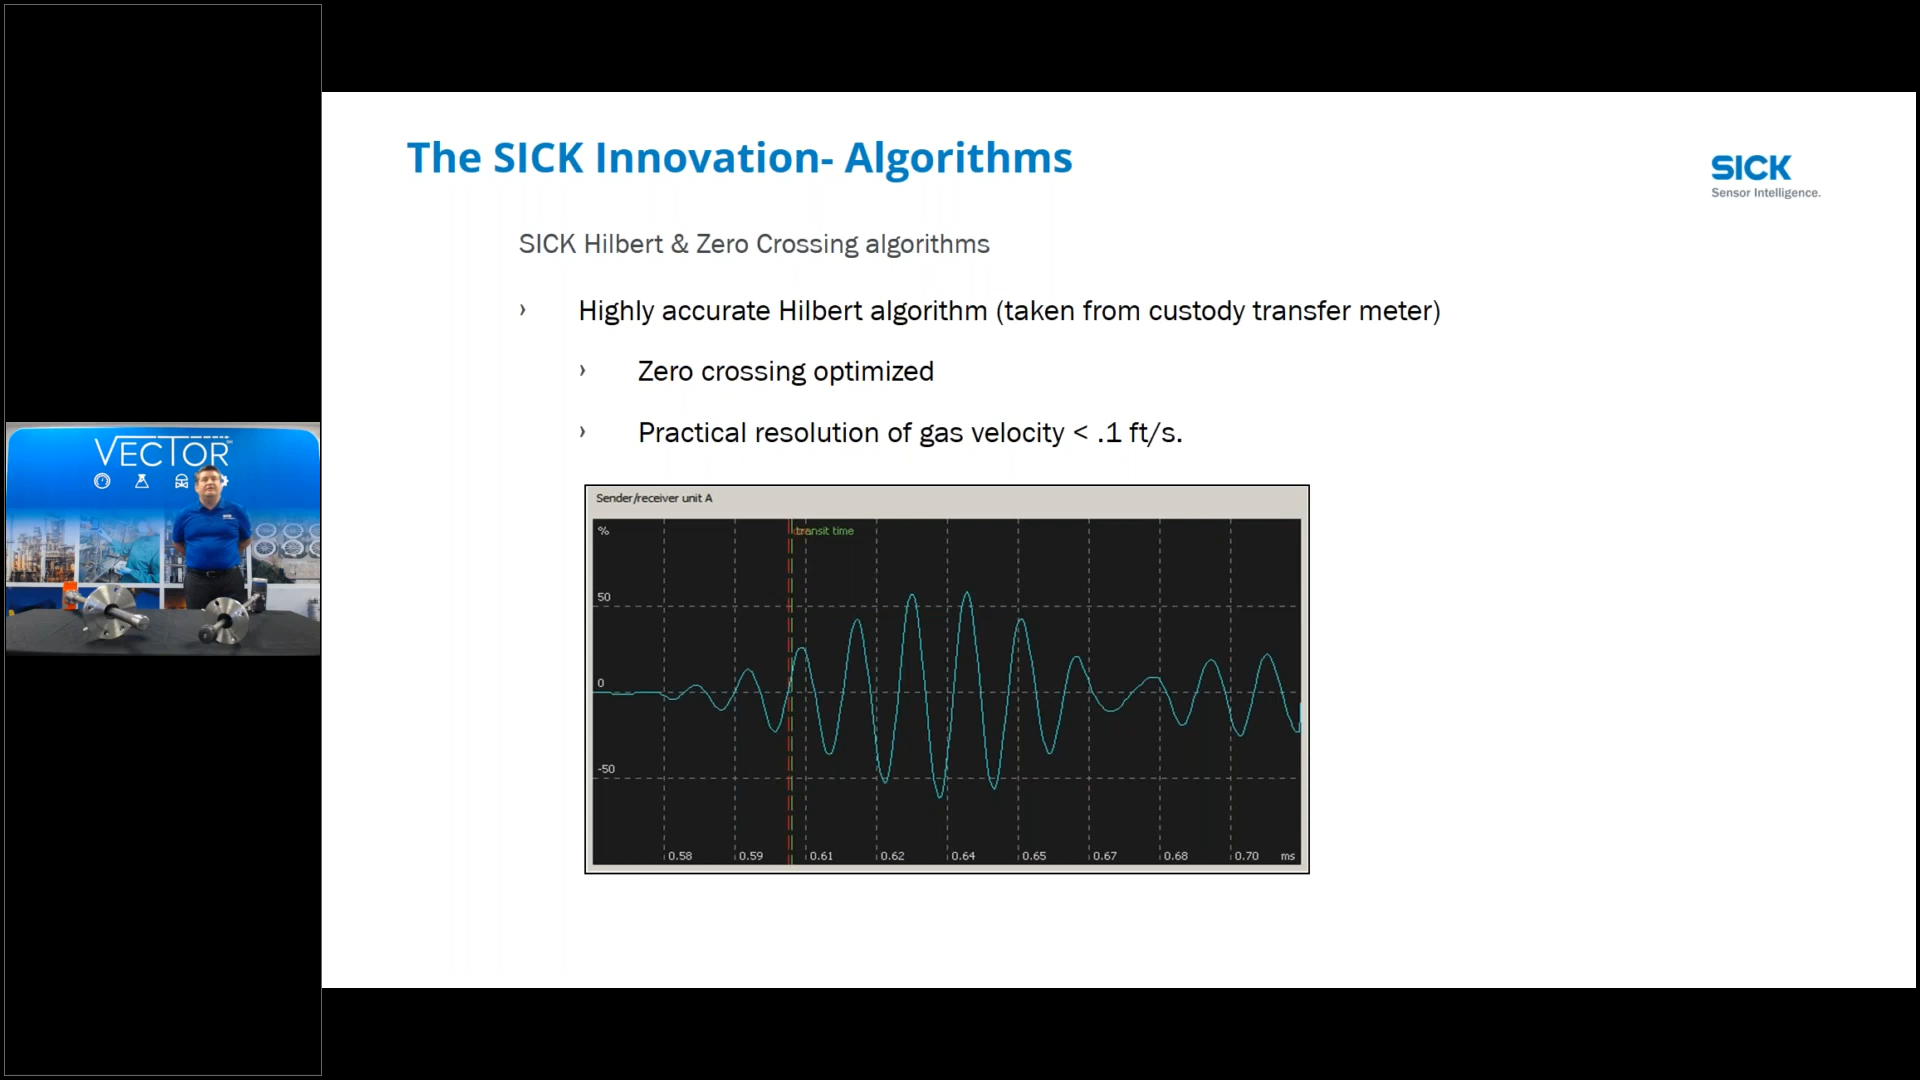 The SICK Innovation- Algorithms
SICK
Sensor Intelligence.
SICK Hilbert & Zero Crossing algorithms
› Highly accurate Hilbert algorithm (taken from custody transfer meter)
› Zero crossing optimized
› Practical resolution of gas velocity < .1 ft/s.
VECTOR
Sender/receiver unit A
%
transit time
50
0
-50
0.58 0.59 0.61 0.62 0.64 0.65 0.67 0.68 0.70 ms